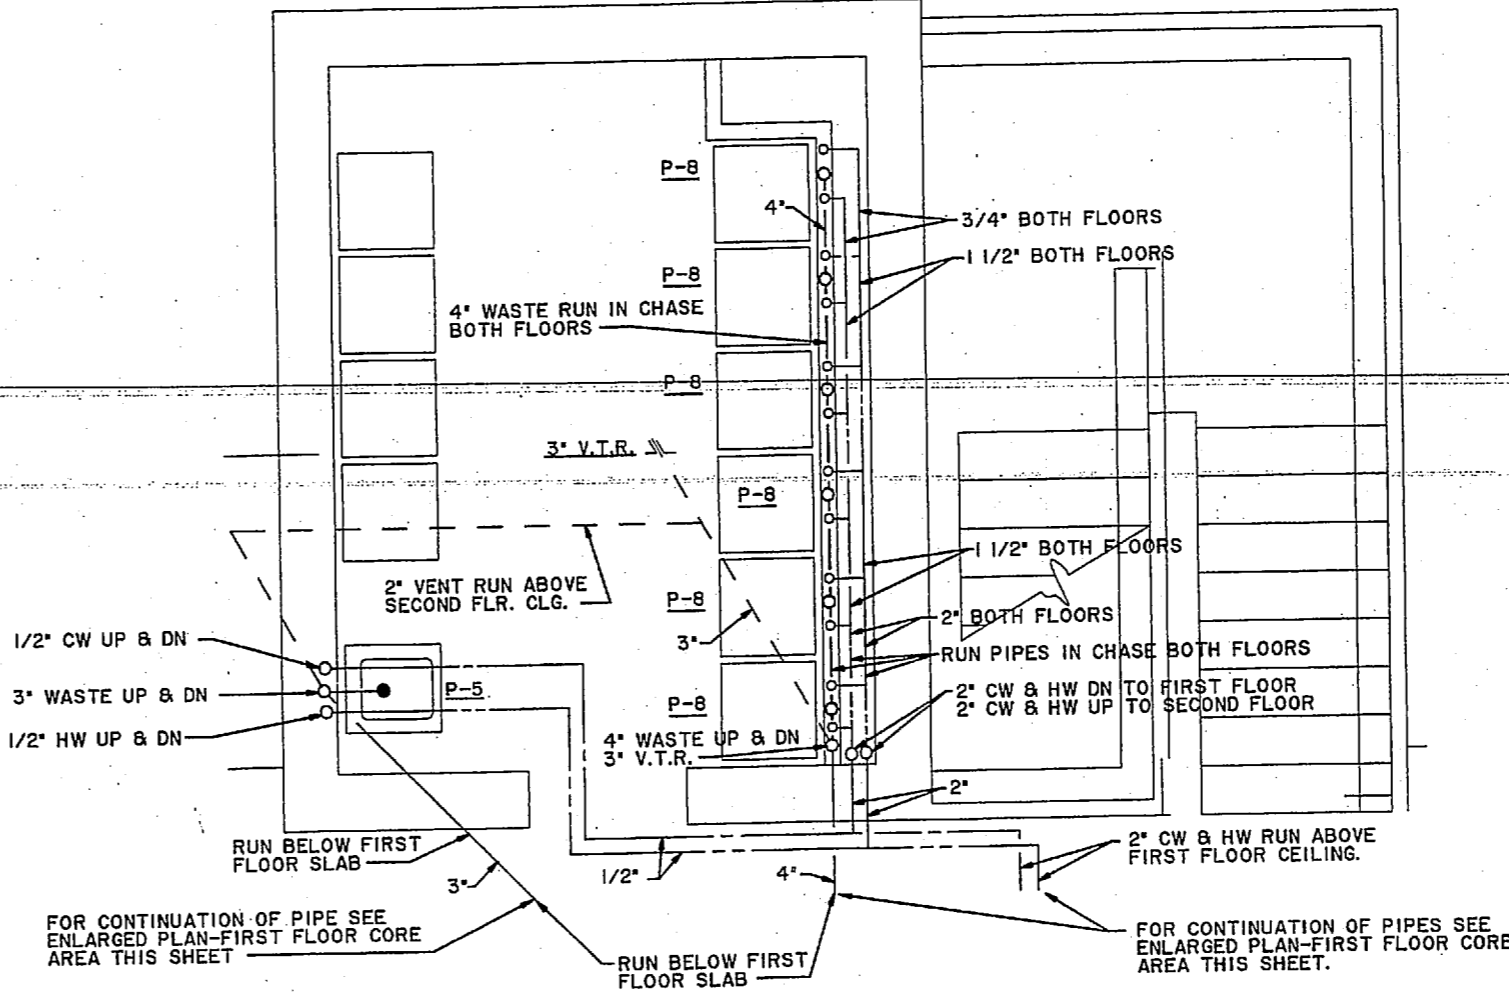 P-8
4"
3/4" BOTH FLOORS
1 1/2" BOTH FLOORS
P-8
4" WASTE RUN IN CHASE
BOTH FLOORS
P-8
3" V.T.R.
P-8
1 1/2" BOTH FLOORS
2" VENT RUN ABOVE
SECOND FLR. CLG.
P-8
2" BOTH FLOORS
3"
1/2" CW UP & DN
RUN PIPES IN CHASE BOTH FLOORS
3" WASTE UP & DN
P-5
P-8
2" CW & HW DN TO FIRST FLOOR
2" CW & HW UP TO SECOND FLOOR
1/2" HW UP & DN
4" WASTE UP & DN
3" V.T.R.
2"
RUN BELOW FIRST
FLOOR SLAB
2" CW & HW RUN ABOVE
FIRST FLOOR CEILING.
3"
1/2"
4"
FOR CONTINUATION OF PIPE SEE
ENLARGED PLAN-FIRST FLOOR CORE
AREA THIS SHEET
FOR CONTINUATION OF PIPES SEE
ENLARGED PLAN-FIRST FLOOR CORE
AREA THIS SHEET.
RUN BELOW FIRST
FLOOR SLAB